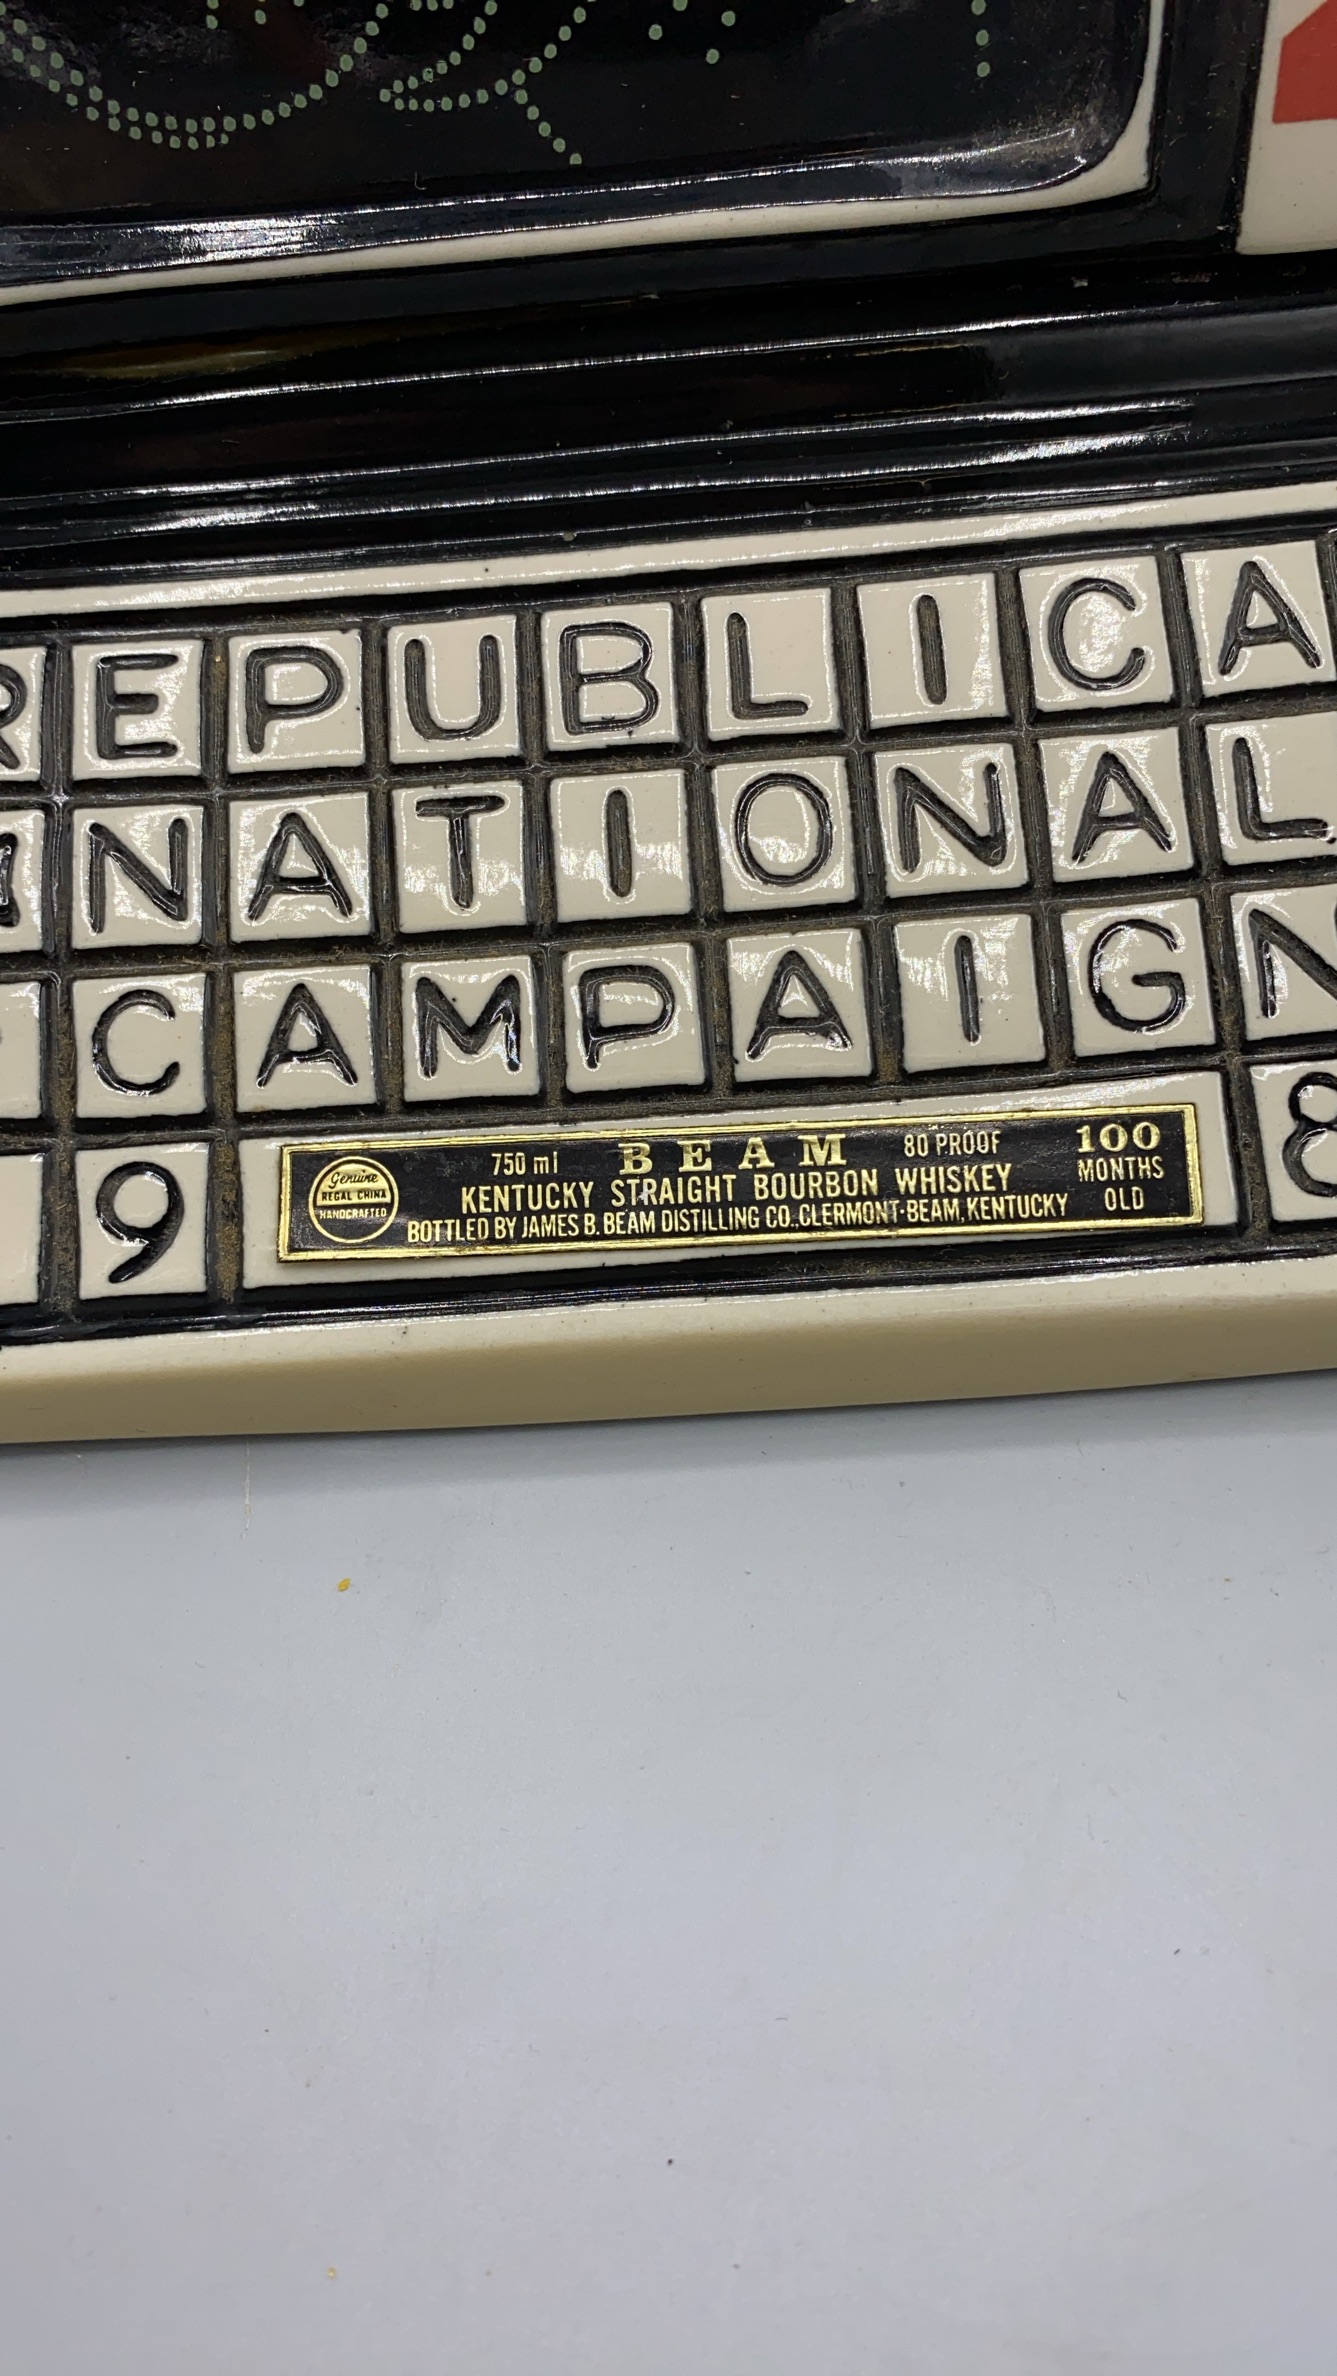 REPUBLICA
NATIONAL
CAMPAIGN
9
8
Genuine
REGAL CHINA
HANDCRAFTED
750 ml BEAM 80 PROOF
KENTUCKY STRAIGHT BOURBON WHISKEY
BOTTLED BY JAMES B. BEAM DISTILLING CO., CLERMONT-BEAM, KENTUCKY
100
MONTHS
OLD